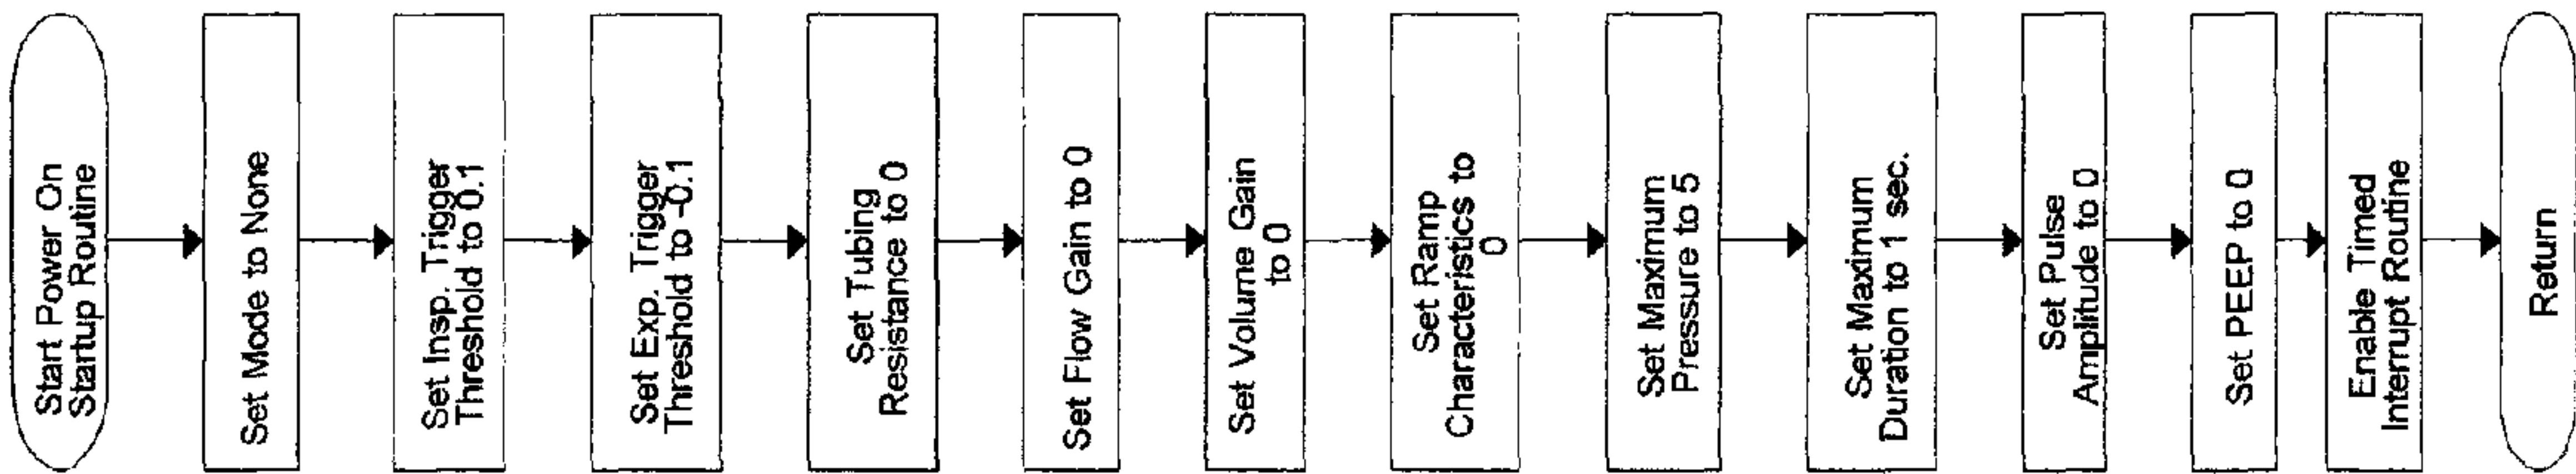 Start Power On
Startup Routine
Set Mode to None
Set Insp. Trigger
Threshold to 0.1
Set Exp. Trigger
Threshold to -0.1
Set Tubing
Resistance to 0
Set Flow Gain to 0
Set Volume Gain
to 0
Set Ramp
Characteristics to
0
Set Maximum
Pressure to 5
Set Maximum
Duration to 1 sec.
Set Pulse
Amplitude to 0
Set PEEP to 0
Enable Timed
Interrupt Routine
Return